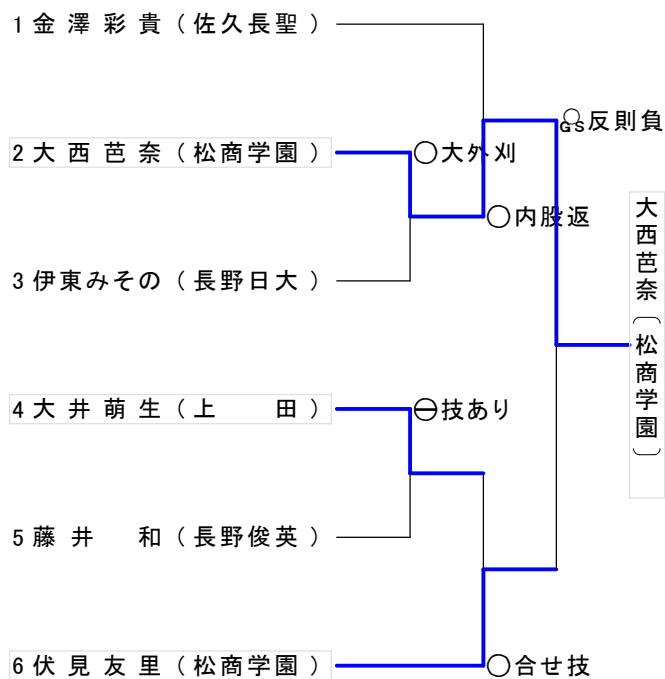 1 金澤彩貴（佐久長聖）
○GS反則負
2 大西芭奈（松商学園）
○大外刈
○内股返
3 伊東みその（長野日大）
大西芭奈（松商学園）
4 大井萌生（上　田）
⊖技あり
5 藤井　和（長野俊英）
6 伏見友里（松商学園）
○合せ技